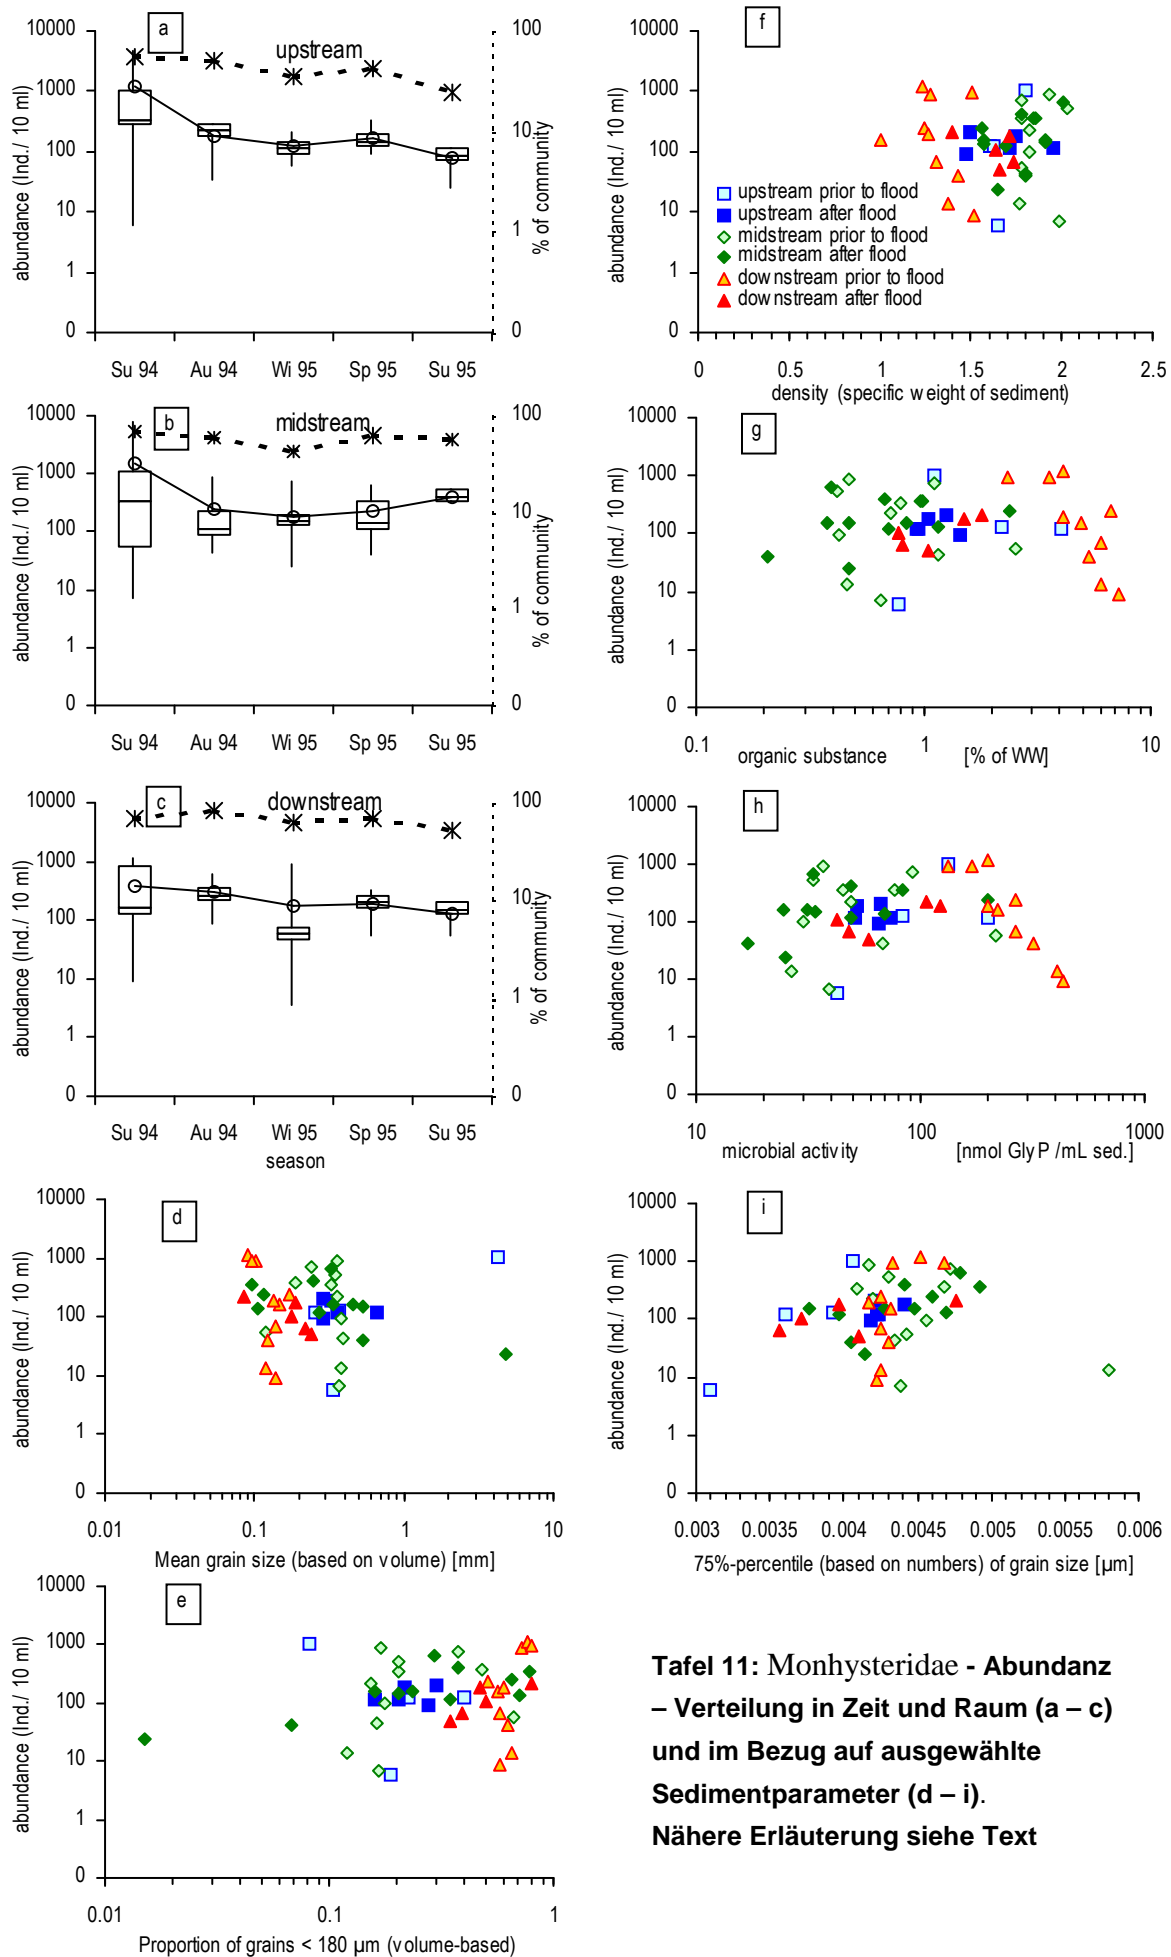 a
upstream
abundance (Ind./ 10 ml)
10000
1000
100
10
1
0
100
10
1
0
% of community
Su 94 Au 94 Wi 95 Sp 95 Su 95
b
midstream
abundance (Ind./ 10 ml)
10000
1000
100
10
1
0
100
10
1
0
% of community
Su 94 Au 94 Wi 95 Sp 95 Su 95
c
downstream
abundance (Ind./ 10 ml)
10000
1000
100
10
1
0
100
10
1
0
% of community
Su 94 Au 94 Wi 95 Sp 95 Su 95
season
d
abundance (Ind./ 10 ml)
10000
1000
100
10
1
0
0.01 0.1 1 10
Mean grain size (based on volume) [mm]
e
abundance (Ind./ 10 ml)
10000
1000
100
10
1
0
0.01 0.1 1
Proportion of grains < 180 µm (volume-based)
f
abundance (Ind./ 10 ml)
10000
1000
100
10
1
0
upstream prior to flood
upstream after flood
midstream prior to flood
midstream after flood
downstream prior to flood
downstream after flood
0 0.5 1 1.5 2 2.5
density (specific weight of sediment)
g
abundance (Ind./ 10 ml)
10000
1000
100
10
1
0
0.1 1 10
organic substance [% of WW]
h
abundance (Ind./ 10 ml)
10000
1000
100
10
1
0
10 100 1000
microbial activity [nmol GlyP /mL sed.]
i
abundance (Ind./ 10 ml)
10000
1000
100
10
1
0
0.003 0.0035 0.004 0.0045 0.005 0.0055 0.006
75%-percentile (based on numbers) of grain size [µm]
Tafel 11: Monhysteridae - Abundanz
– Verteilung in Zeit und Raum (a – c)
und im Bezug auf ausgewählte
Sedimentparameter (d – i).
Nähere Erläuterung siehe Text